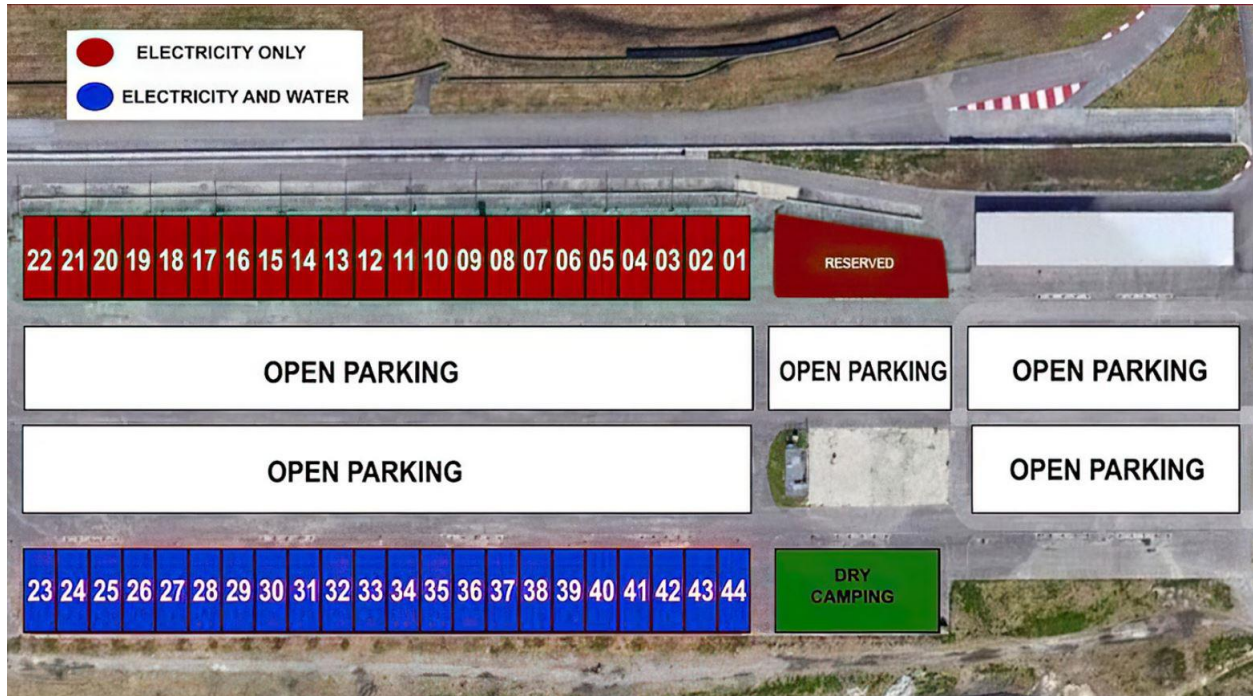 ELECTRICITY ONLY
ELECTRICITY AND WATER
22 21 20 19 18 17 16 15 14 13 12 11 10 09 08 07 06 05 04 03 02 01
RESERVED
OPEN PARKING
OPEN PARKING
OPEN PARKING
OPEN PARKING
OPEN PARKING
23 24 25 26 27 28 29 30 31 32 33 34 35 36 37 38 39 40 41 42 43 44
DRY
CAMPING